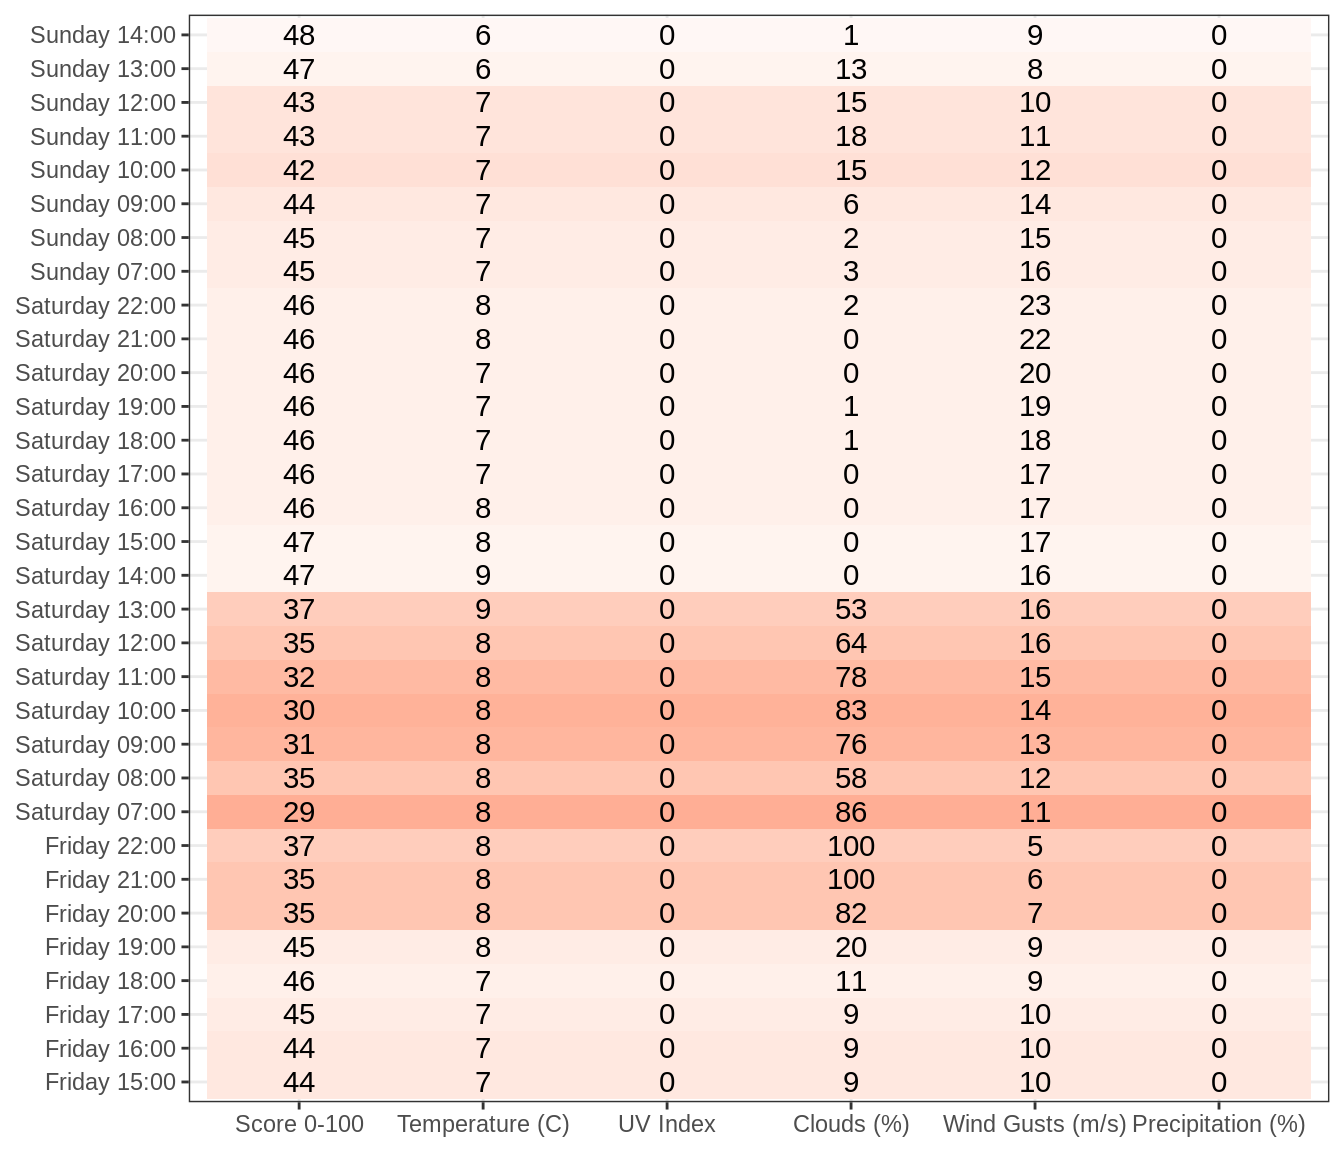 Sunday 14:00 48 6 0 1 9 0
Sunday 13:00 47 6 0 13 8 0
Sunday 12:00 43 7 0 15 10 0
Sunday 11:00 43 7 0 18 11 0
Sunday 10:00 42 7 0 15 12 0
Sunday 09:00 44 7 0 6 14 0
Sunday 08:00 45 7 0 2 15 0
Sunday 07:00 45 7 0 3 16 0
Saturday 22:00 46 8 0 2 23 0
Saturday 21:00 46 8 0 0 22 0
Saturday 20:00 46 7 0 0 20 0
Saturday 19:00 46 7 0 1 19 0
Saturday 18:00 46 7 0 1 18 0
Saturday 17:00 46 7 0 0 17 0
Saturday 16:00 46 8 0 0 17 0
Saturday 15:00 47 8 0 0 17 0
Saturday 14:00 47 9 0 0 16 0
Saturday 13:00 37 9 0 53 16 0
Saturday 12:00 35 8 0 64 16 0
Saturday 11:00 32 8 0 78 15 0
Saturday 10:00 30 8 0 83 14 0
Saturday 09:00 31 8 0 76 13 0
Saturday 08:00 35 8 0 58 12 0
Saturday 07:00 29 8 0 86 11 0
Friday 22:00 37 8 0 100 5 0
Friday 21:00 35 8 0 100 6 0
Friday 20:00 35 8 0 82 7 0
Friday 19:00 45 8 0 20 9 0
Friday 18:00 46 7 0 11 9 0
Friday 17:00 45 7 0 9 10 0
Friday 16:00 44 7 0 9 10 0
Friday 15:00 44 7 0 9 10 0
Score 0-100 Temperature (C) UV Index Clouds (%) Wind Gusts (m/s) Precipitation (%)